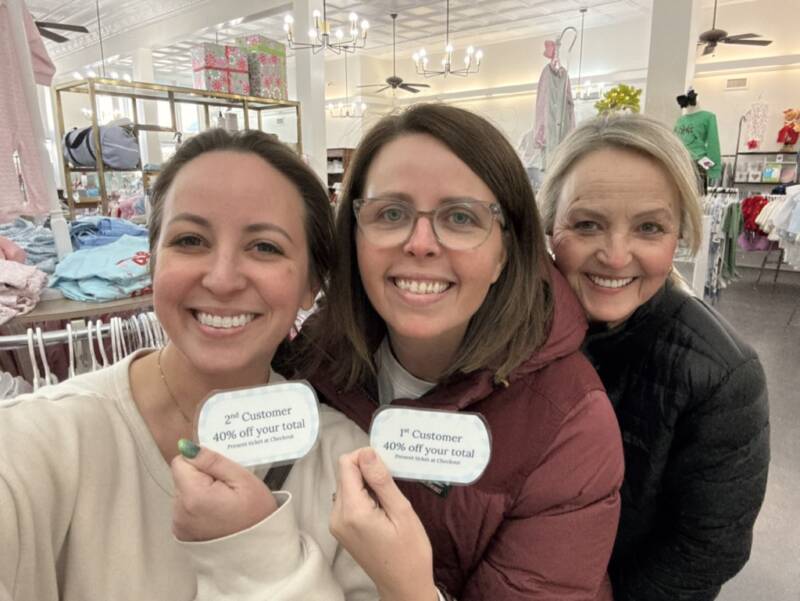 2nd Customer
40% off your total
Present ticket at Checkout
1st Customer
40% off your total
Present ticket at Checkout